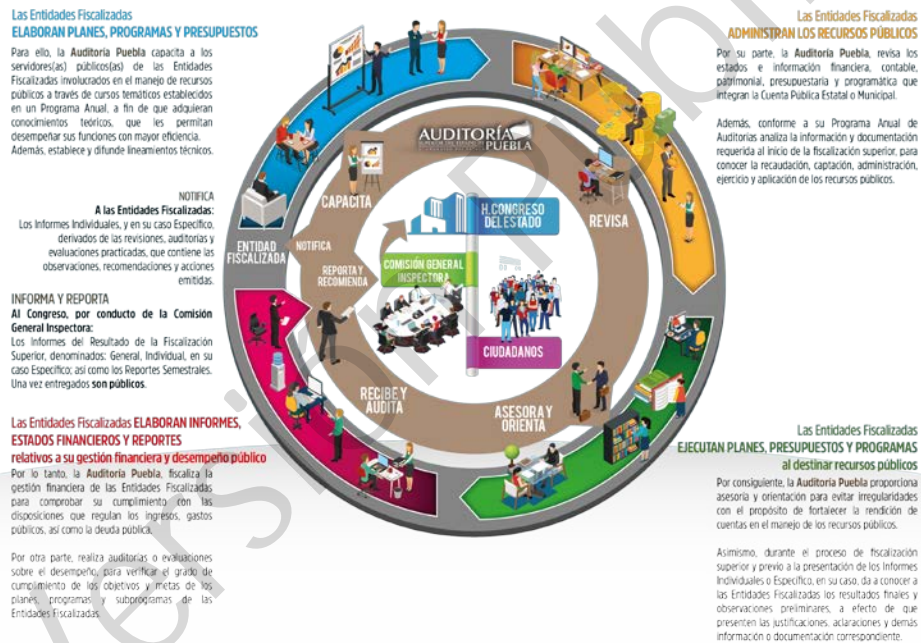 Las Entidades Fiscalizadas
ELABORAN PLANES, PROGRAMAS Y PRESUPUESTOS
Para ello, la Auditoría Puebla capacita a los
servidores(as) públicos(as) de las Entidades
Fiscalizadas involucrados en el manejo de recursos
públicos a través de cursos temáticos establecidos
en un Programa Anual, a fin de que adquieran
conocimientos teóricos, que les permitan
desempeñar sus funciones con mayor eficiencia.
Además, establece y difunde lineamientos técnicos.
NOTIFICA
A las Entidades Fiscalizadas:
Los Informes Individuales, y en su caso Específico,
derivados de las revisiones, auditorías y
evaluaciones practicadas, que contiene las
observaciones, recomendaciones y acciones
emitidas.
INFORMA Y REPORTA
Al Congreso, por conducto de la Comisión
General Inspectora:
Los Informes del Resultado de la Fiscalización
Superior, denominados: General, Individual, en su
caso Específico; así como los Reportes Semestrales.
Una vez entregados son públicos.
Las Entidades Fiscalizadas ELABORAN INFORMES,
ESTADOS FINANCIEROS Y REPORTES
relativos a su gestión financiera y desempeño público
Por lo tanto, la Auditoría Puebla, fiscaliza la
gestión financiera de las Entidades Fiscalizadas
para comprobar su cumplimiento con las
disposiciones que regulan los ingresos, gastos
públicos, así como la deuda pública.
Por otra parte, realiza auditorías o evaluaciones
sobre el desempeño, para verificar el grado de
cumplimiento de los objetivos y metas de los
planes, programas y subprogramas de las
Entidades Fiscalizadas.
AUDITORÍA
PUEBLA
CAPACITA
REVISA
ENTIDAD
FISCALIZADA
NOTIFICA
REPORTA Y
RECOMIENDA
H. CONGRESO
DEL ESTADO
COMISIÓN GENERAL
INSPECTORA
CIUDADANOS
RECIBE Y
AUDITA
ASESORA Y
ORIENTA
Las Entidades Fiscalizadas
ADMINISTRAN LOS RECURSOS PÚBLICOS
Por su parte, la Auditoría Puebla, revisa los
estados e información financiera, contable,
patrimonial, presupuestaria y programática que
integran la Cuenta Pública Estatal o Municipal.
Además, conforme a su Programa Anual de
Auditorias analiza la información y documentación
requerida al inicio de la fiscalización superior, para
conocer la recaudación, captación, administración,
ejercicio y aplicación de los recursos públicos.
Las Entidades Fiscalizadas
EJECUTAN PLANES, PRESUPUESTOS Y PROGRAMAS
al destinar recursos públicos
Por consiguiente, la Auditoría Puebla proporciona
asesoría y orientación para evitar irregularidades
con el propósito de fortalecer la rendición de
cuentas en el manejo de los recursos públicos.
Asimismo, durante el proceso de fiscalización
superior y previo a la presentación de los Informes
Individuales o Específico, en su caso, da a conocer a
las Entidades Fiscalizadas los resultados finales y
observaciones preliminares, a efecto de que
presenten las justificaciones, aclaraciones y demás
información o documentación correspondiente.